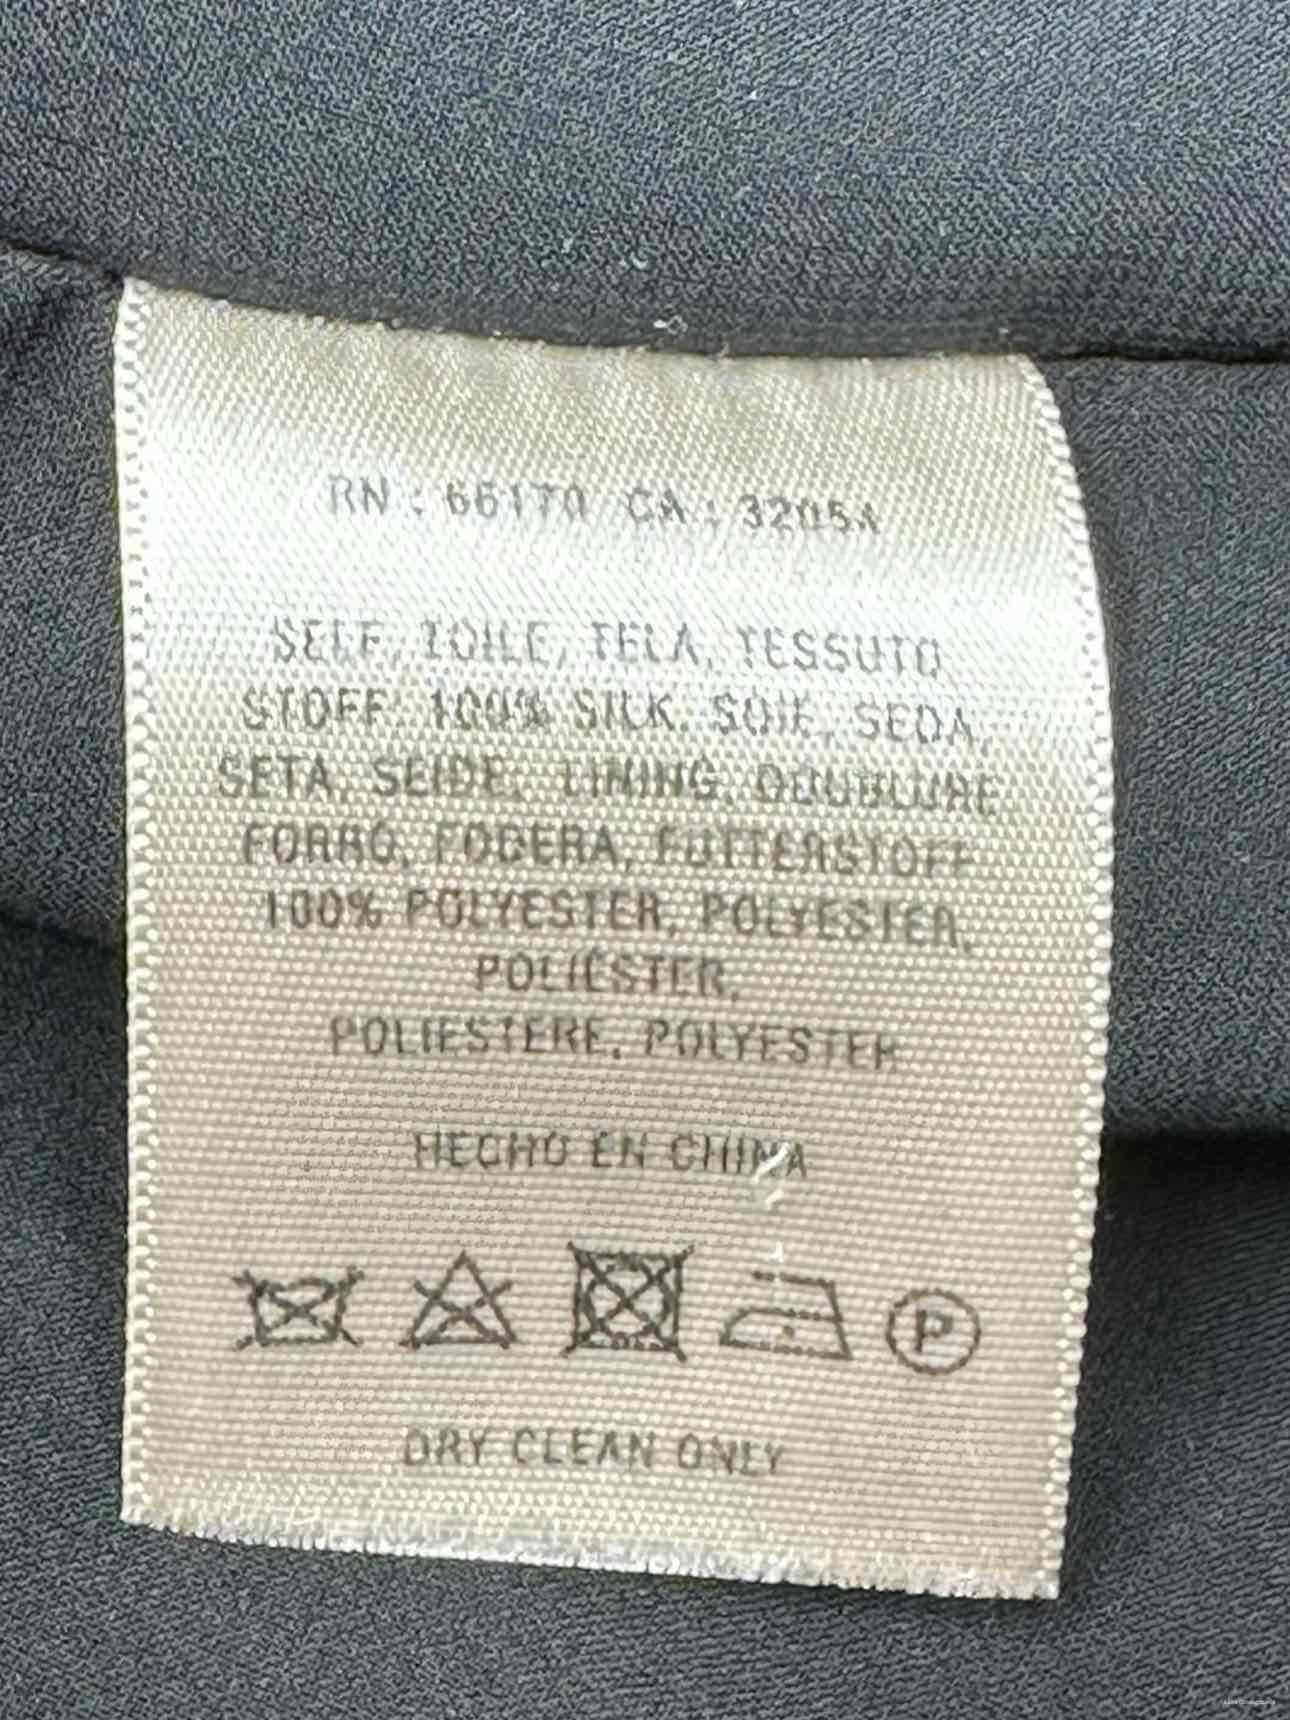 RN : 66170 CA : 32054
SELF, TOILE, TELA, TESSUTO
STOFF. 100% SILK. SOIE, SEDA,
SETA, SEIDE, LINING, DOUBLURE
FORRO, FODERA, FUTTERSTOFF
100% POLYESTER, POLYESTER,
POLIÉSTER,
POLIESTERE, POLYESTER
HECHO EN CHINA
P
DRY CLEAN ONLY